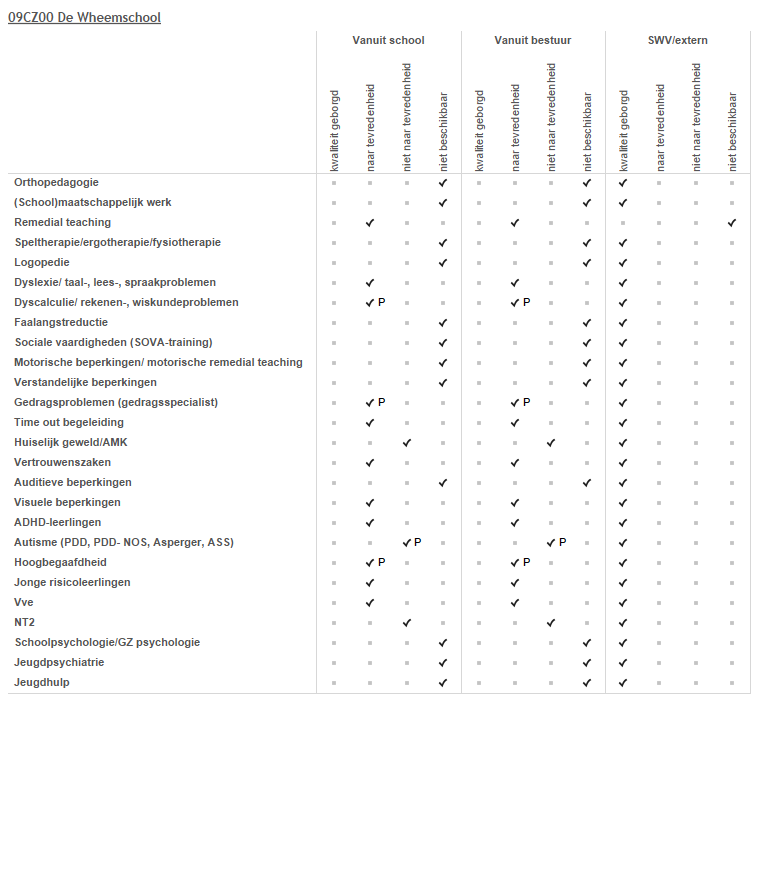 09CZ00 De Wheemschool
Vanuit school Vanuit bestuur SWV/extern
kwaliteit geborgd naar tevredenheid niet naar tevredenheid niet beschikbaar kwaliteit geborgd naar tevredenheid niet naar tevredenheid niet beschikbaar kwaliteit geborgd naar tevredenheid niet naar tevredenheid niet beschikbaar
Orthopedagogie
(School)maatschappelijk werk
Remedial teaching
Speltherapie/ergotherapie/fysiotherapie
Logopedie
Dyslexie/ taal-, lees-, spraakproblemen
Dyscalculie/ rekenen-, wiskundeproblemen P P
Faalangstreductie
Sociale vaardigheden (SOVA-training)
Motorische beperkingen/ motorische remedial teaching
Verstandelijke beperkingen
Gedragsproblemen (gedragsspecialist) P P
Time out begeleiding
Huiselijk geweld/AMK
Vertrouwenszaken
Auditieve beperkingen
Visuele beperkingen
ADHD-leerlingen
Autisme (PDD, PDD- NOS, Asperger, ASS) P P
Hoogbegaafdheid P P
Jonge risicoleerlingen
Vve
NT2
Schoolpsychologie/GZ psychologie
Jeugdpsychiatrie
Jeugdhulp